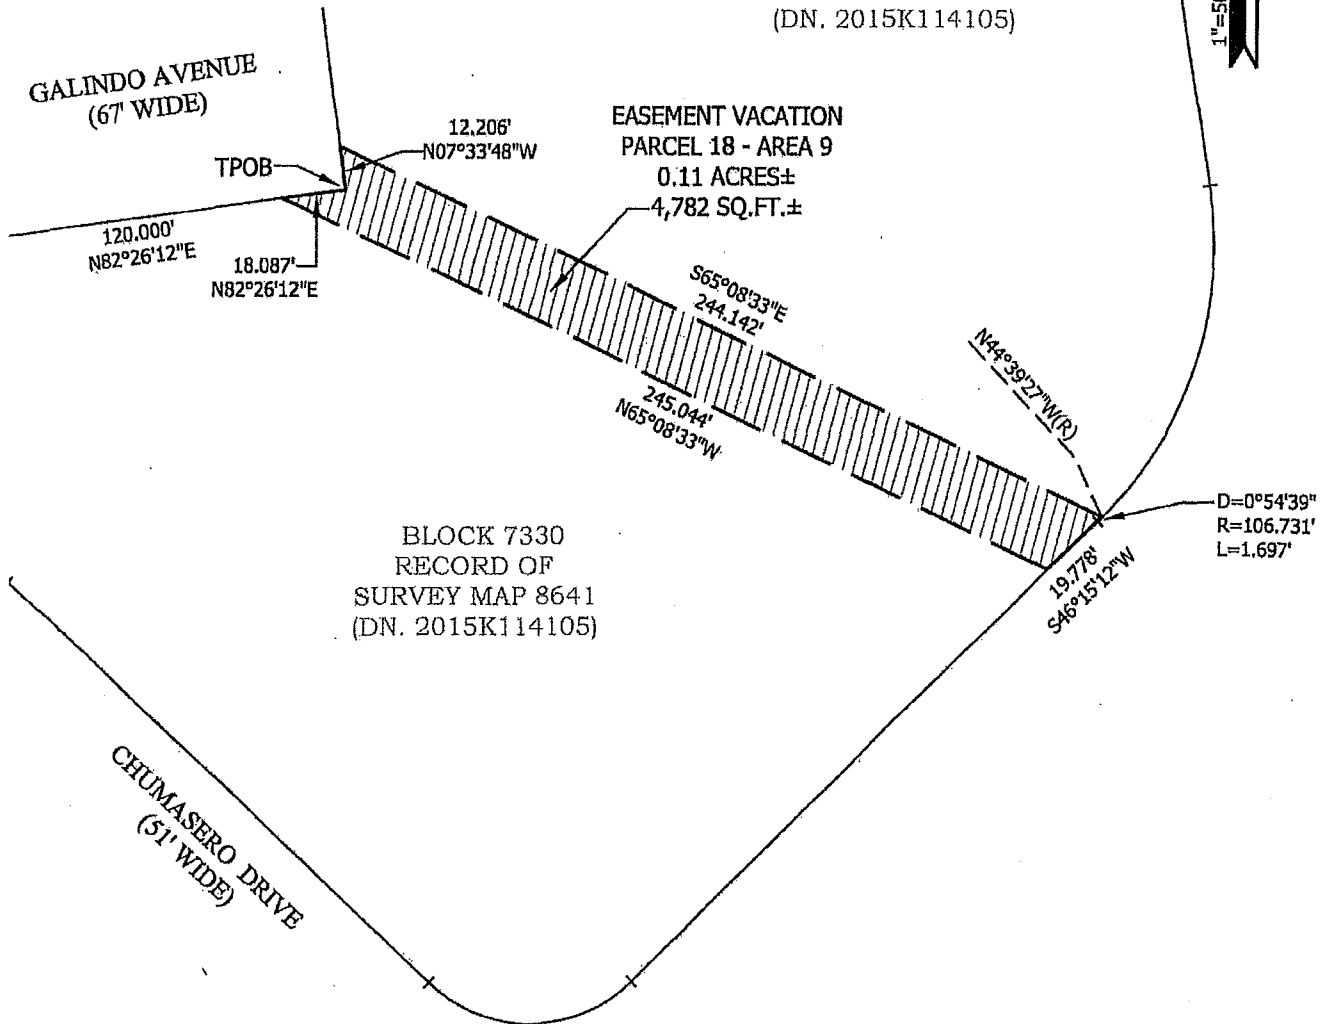 (DN. 2015K114105)
GALINDO AVENUE
(67' WIDE)
12.206'
N07°33'48"W
TPOB
EASEMENT VACATION
PARCEL 18 - AREA 9
0.11 ACRES±
4,782 SQ.FT.±
120.000'
N82°26'12"E
18.087'
N82°26'12"E
S65°08'33"E
244.142'
245.044'
N65°08'33"W
N44°39'27"W(R)
D=0°54'39"
R=106.731'
L=1.697'
19.778'
S46°15'12"W
BLOCK 7330
RECORD OF
SURVEY MAP 8641
(DN. 2015K114105)
CHUMASERO DRIVE
(51' WIDE)